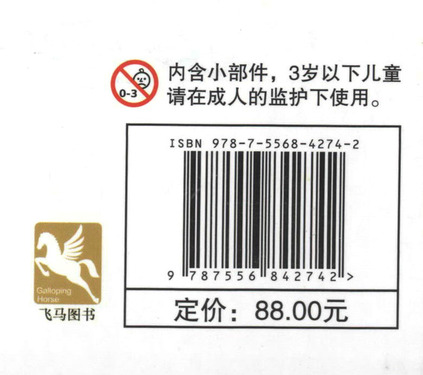 0-3
内含小部件，3岁以下儿童
请在成人的监护下使用。
ISBN 978-7-5568-4274-2
9 787556 842742 >
定价：88.00元
Galloping
Horse
飞马图书